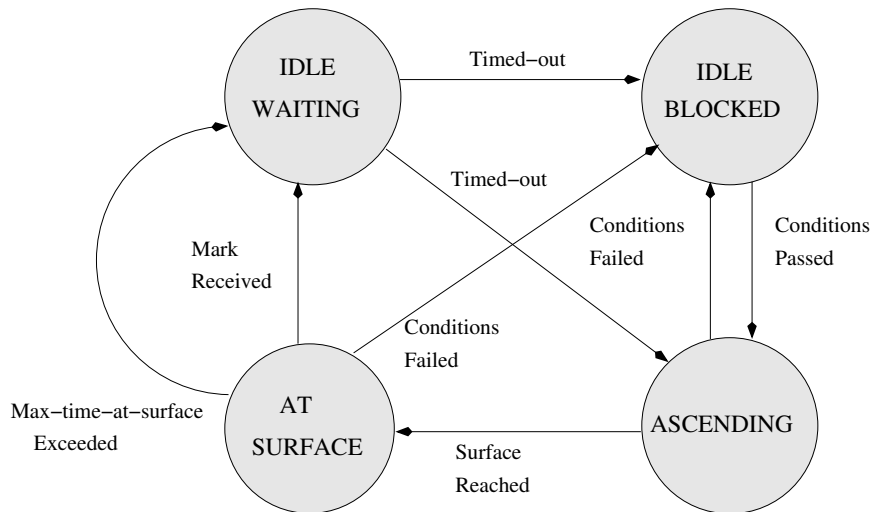 IDLE
WAITING
Timed-out
IDLE
BLOCKED
Timed-out
Mark
Received
Conditions
Failed
Conditions
Passed
Conditions
Failed
Max-time-at-surface
Exceeded
AT
SURFACE
Surface
Reached
ASCENDING